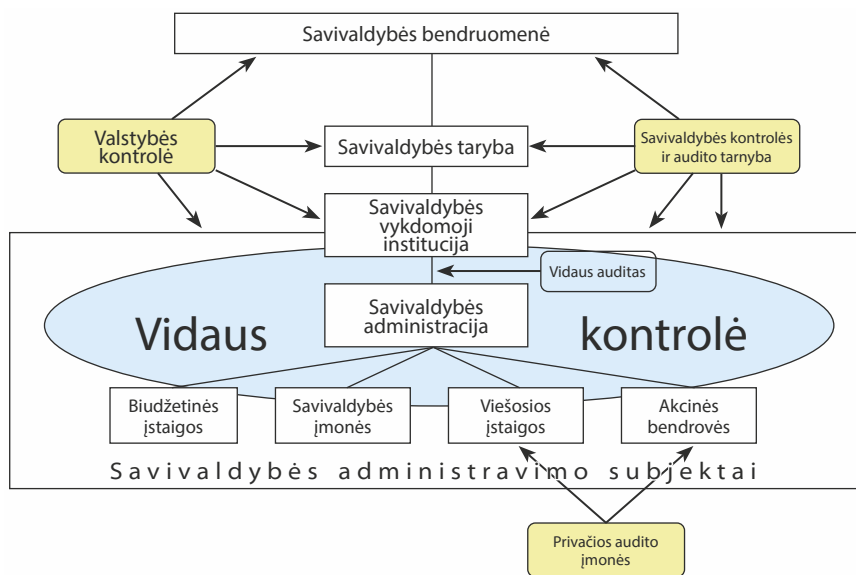 Savivaldybės bendruomenė
Valstybės
kontrolė
Savivaldybės taryba
Savivaldybės kontrolės
ir audito tarnyba
Savivaldybės
vykdomoji
institucija
Vidaus auditas
Vidaus
Savivaldybės
administracija
kontrolė
Biudžetinės
įstaigos
Savivaldybės
įmonės
Viešosios
įstaigos
Akcinės
bendrovės
Savivaldybės administravimo subjektai
Privačios audito
įmonės